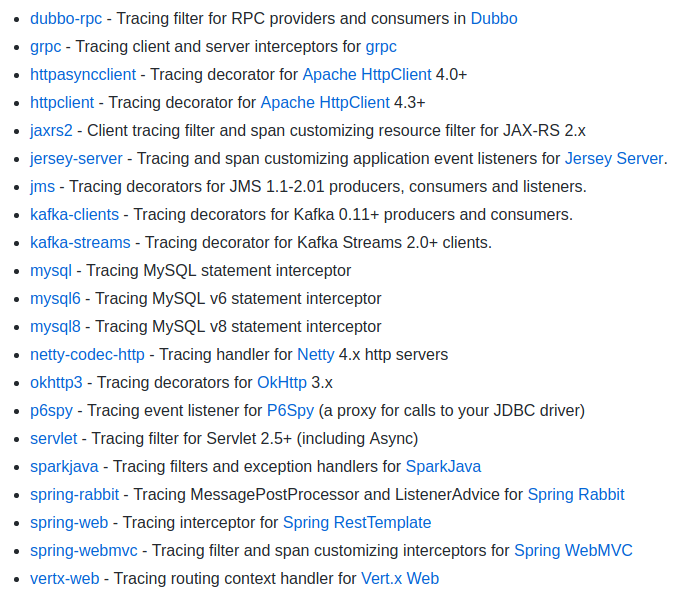 dubbo-rpc - Tracing filter for RPC providers and consumers in Dubbo
grpc - Tracing client and server interceptors for grpc
httpasyncclient - Tracing decorator for Apache HttpClient 4.0+
httpclient - Tracing decorator for Apache HttpClient 4.3+
jaxrs2 - Client tracing filter and span customizing resource filter for JAX-RS 2.x
jersey-server - Tracing and span customizing application event listeners for Jersey Server.
jms - Tracing decorators for JMS 1.1-2.01 producers, consumers and listeners.
kafka-clients - Tracing decorators for Kafka 0.11+ producers and consumers.
kafka-streams - Tracing decorator for Kafka Streams 2.0+ clients.
mysql - Tracing MySQL statement interceptor
mysql6 - Tracing MySQL v6 statement interceptor
mysql8 - Tracing MySQL v8 statement interceptor
netty-codec-http - Tracing handler for Netty 4.x http servers
okhttp3 - Tracing decorators for OkHttp 3.x
p6spy - Tracing event listener for P6Spy (a proxy for calls to your JDBC driver)
servlet - Tracing filter for Servlet 2.5+ (including Async)
sparkjava - Tracing filters and exception handlers for SparkJava
spring-rabbit - Tracing MessagePostProcessor and ListenerAdvice for Spring Rabbit
spring-web - Tracing interceptor for Spring RestTemplate
spring-webmvc - Tracing filter and span customizing interceptors for Spring WebMVC
vertx-web - Tracing routing context handler for Vert.x Web